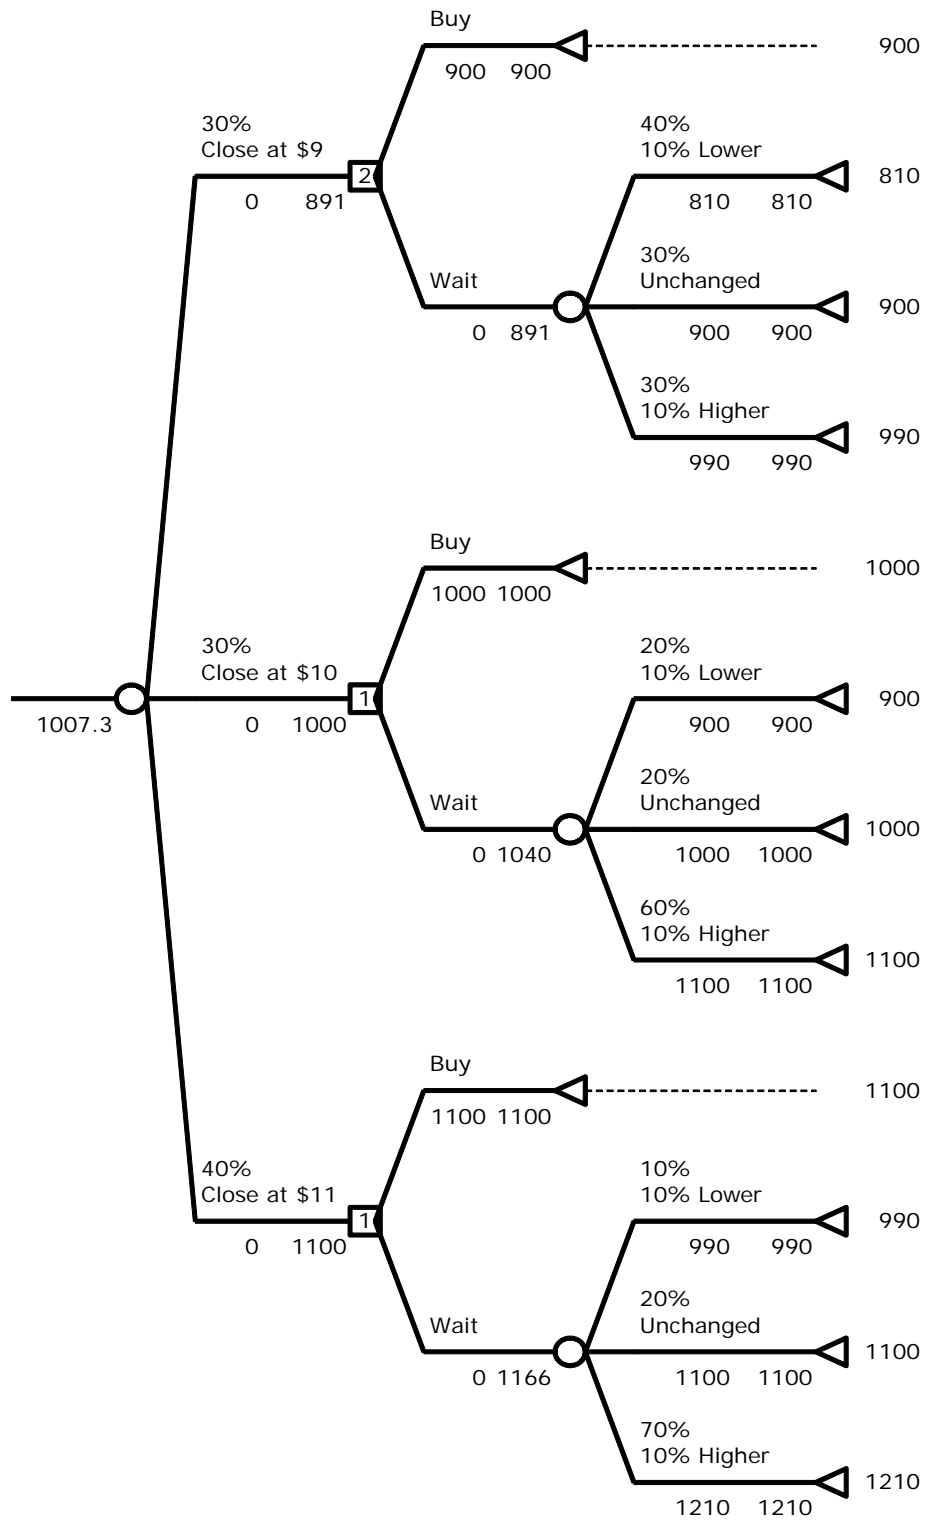 Buy
900 900 900
30%
Close at $9
40%
10% Lower
2
0 891
810 810 810
30%
Unchanged
Wait
0 891
900 900 900
30%
10% Higher
990 990 990
Buy
1000 1000 1000
30%
Close at $10
20%
10% Lower
1
1007.3
0 1000
900 900 900
20%
Unchanged
Wait
0 1040
1000 1000 1000
60%
10% Higher
1100 1100 1100
Buy
1100 1100 1100
40%
Close at $11
10%
10% Lower
1
0 1100
990 990 990
20%
Unchanged
Wait
0 1166
1100 1100 1100
70%
10% Higher
1210 1210 1210